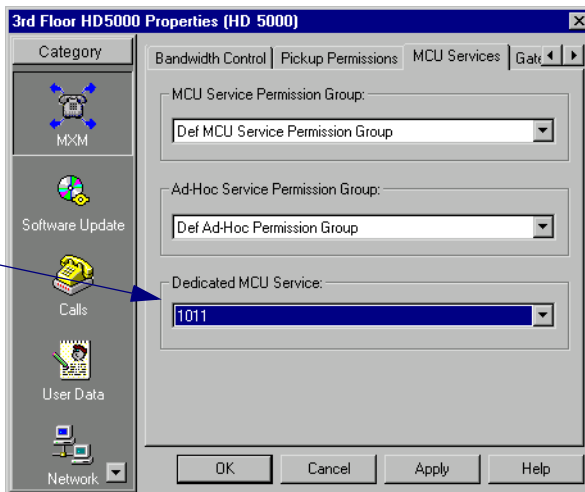 3rd Floor HD5000 Properties (HD 5000)
Category
MXM
Software Update
Calls
User Data
Network
Bandwidth Control
Pickup Permissions
MCU Services
Gate
MCU Service Permission Group:
Def MCU Service Permission Group
Ad-Hoc Service Permission Group:
Def Ad-Hoc Permission Group
Dedicated MCU Service:
1011
OK
Cancel
Apply
Help